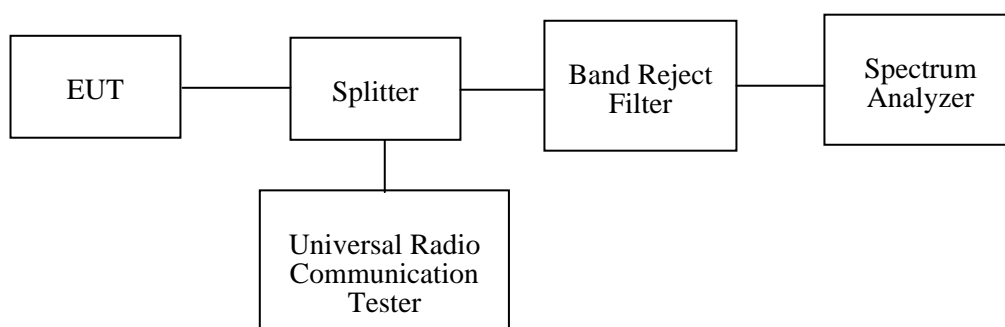 EUT
Splitter
Band Reject
Filter
Spectrum
Analyzer
Universal Radio
Communication
Tester